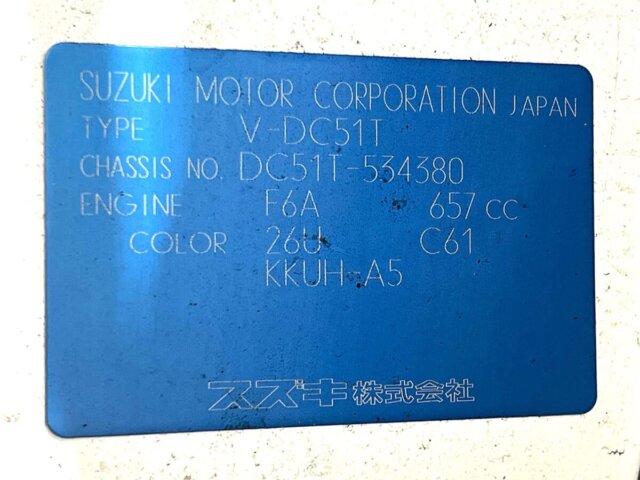 SUZUKI MOTOR CORPORATION JAPAN
TYPE V-DC51T
CHASSIS NO. DC51T-534380
ENGINE F6A 657 cc
COLOR 26U C61
KKUH-A5
スズキ株式会社